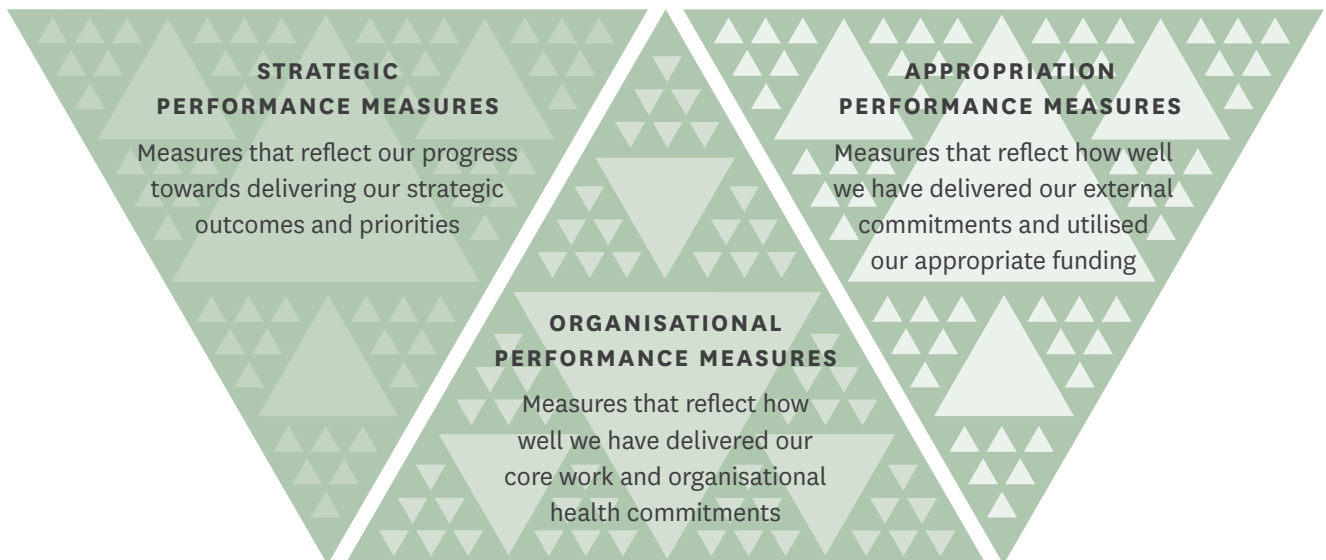 STRATEGIC
PERFORMANCE MEASURES
Measures that reflect our progress
towards delivering our strategic
outcomes and priorities
APPROPRIATION
PERFORMANCE MEASURES
Measures that reflect how well
we have delivered our external
commitments and utilised
our appropriate funding
ORGANISATIONAL
PERFORMANCE MEASURES
Measures that reflect how
well we have delivered our
core work and organisational
health commitments